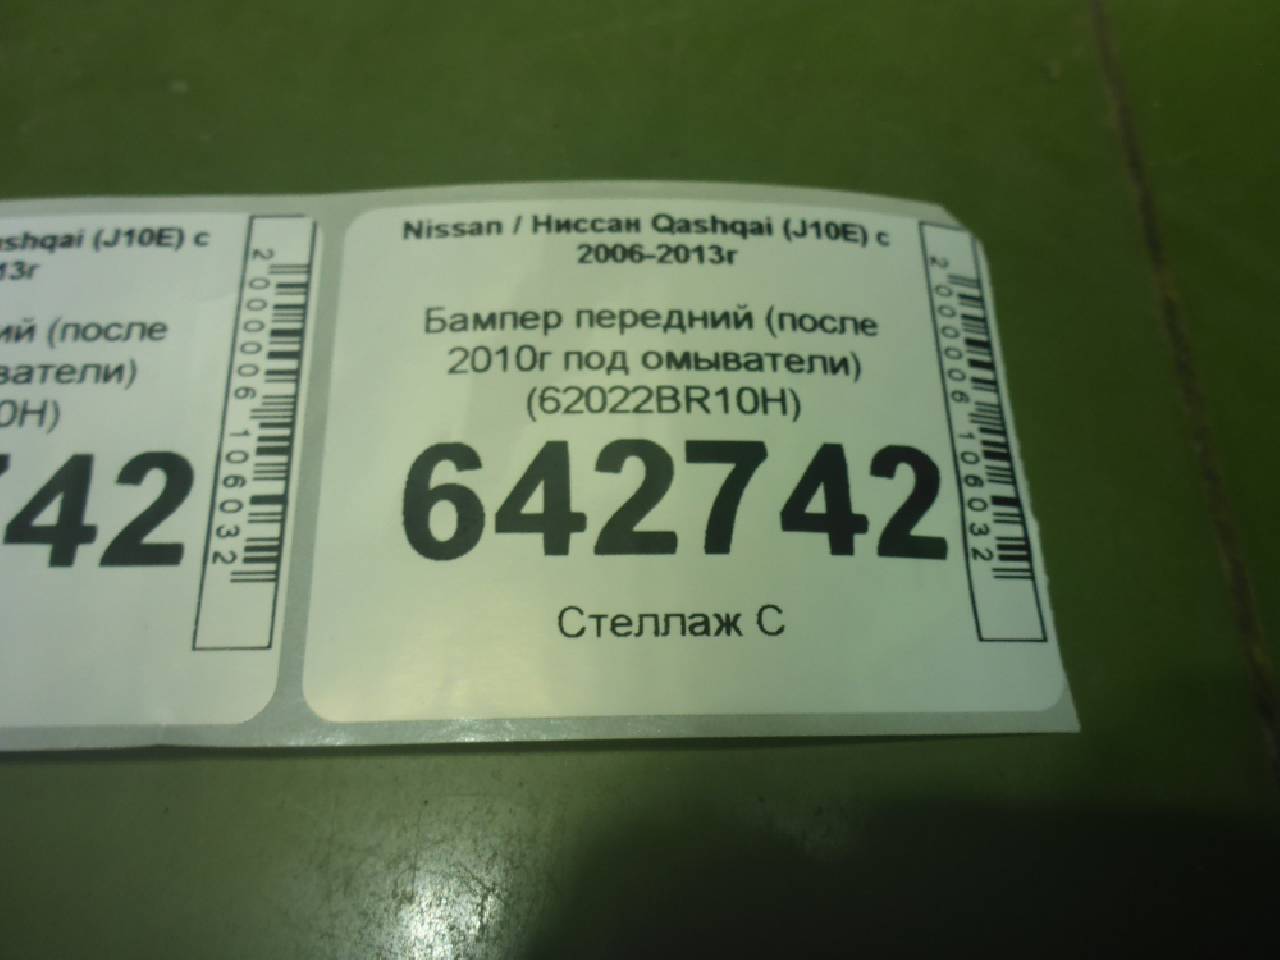 ashqai (J10E) с
13г
ий (после
ватели)
0H)
742
2000006106032
Nissan / Ниссан Qashqai (J10E) с
2006-2013г
Бампер передний (после
2010г под омыватели)
(62022BR10H)
642742
Стеллаж С
2000006106032